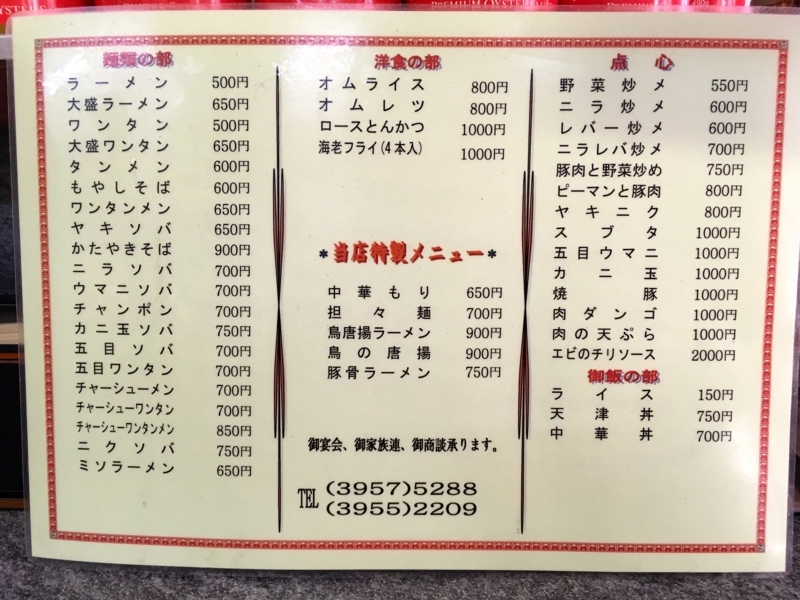 麺類の部
ラーメン 500円
大盛ラーメン 650円
ワンタン 500円
大盛ワンタン 650円
タンメン 600円
もやしそば 600円
ワンタンメン 650円
ヤキソバ 650円
かたやきそば 900円
ニラソバ 700円
ウマニソバ 700円
チャンポン 700円
カニ玉ソバ 750円
五目ソバ 700円
五目ワンタン 700円
チャーシューメン 700円
チャーシューワンタン 700円
チャーシューワンタンメン 850円
ニクソバ 750円
ミソラーメン 650円
洋食の部
オムライス 800円
オムレツ 800円
ロースとんかつ 1000円
海老フライ(4本入) 1000円
*当店特製メニュー*
中華もり 650円
担々麺 700円
鳥唐揚ラーメン 900円
鳥の唐揚 900円
豚骨ラーメン 750円
御宴会、御家族連、御商談承ります。
TEL (3957)5288
(3955)2209
点心
野菜炒メ 550円
ニラ炒メ 600円
レバー炒メ 600円
ニラレバ炒メ 700円
豚肉と野菜炒め 750円
ピーマンと豚肉 800円
ヤキニク 800円
スブタ 1000円
五目ウマニ 1000円
カニ玉 1000円
焼豚 1000円
肉ダンゴ 1000円
肉の天ぷら 1000円
エビのチリソース 2000円
御飯の部
ライス 150円
天津丼 750円
中華丼 700円